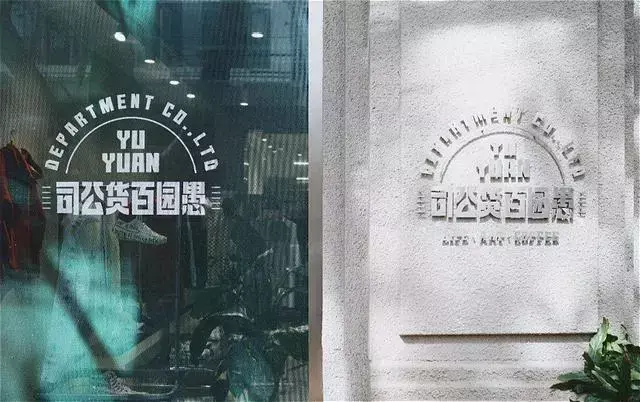 DEPARTMENT CO.,LTD
YU
YUAN
愚园百货公司
DEPARTMENT CO.,LTD
YU
YUAN
愚园百货公司
LIFE \ ART \ COFFEE